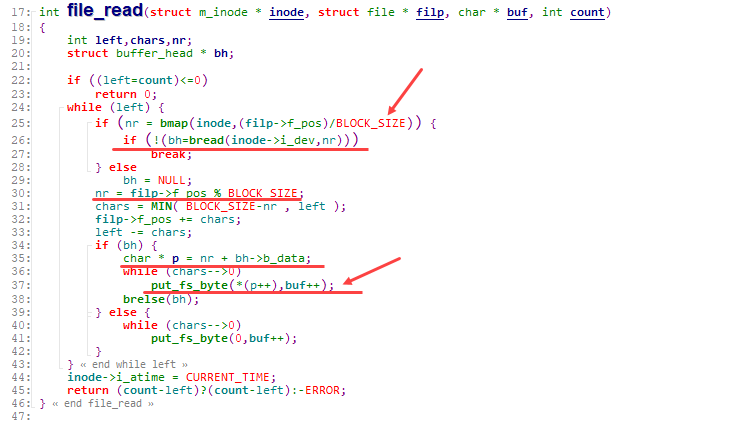 17: int file_read(struct m_inode * inode, struct file * filp, char * buf, int count)
18: {
19: int left,chars,nr;
20: struct buffer_head * bh;
21:
22: if ((left=count)<=0)
23: return 0;
24: while (left) {
25: if (nr = bmap(inode,(filp->f_pos)/BLOCK_SIZE)) {
26: if (!(bh=bread(inode->i_dev,nr)))
27: break;
28: } else
29: bh = NULL;
30: nr = filp->f_pos % BLOCK_SIZE;
31: chars = MIN( BLOCK_SIZE-nr , left );
32: filp->f_pos += chars;
33: left -= chars;
34: if (bh) {
35: char * p = nr + bh->b_data;
36: while (chars-->0)
37: put_fs_byte(*(p++),buf++);
38: brelse(bh);
39: } else {
40: while (chars-->0)
41: put_fs_byte(0,buf++);
42: }
43: } « end while left »
44: inode->i_atime = CURRENT_TIME;
45: return (count-left)?(count-left):-ERROR;
46: } « end file_read »
47: